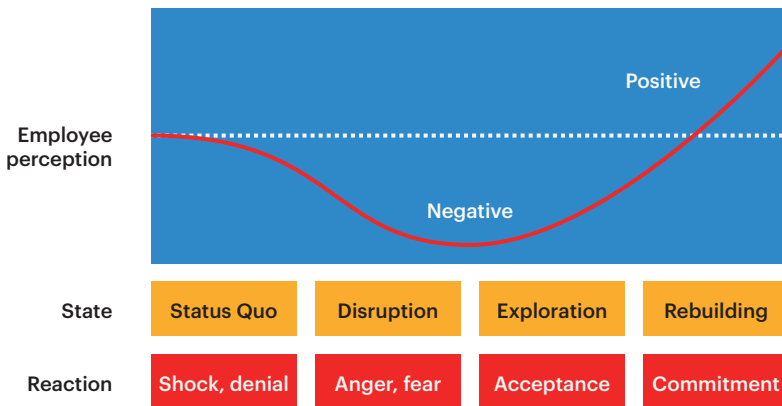 Positive
Employee
perception
Negative
State
Status Quo
Disruption
Exploration
Rebuilding
Reaction
Shock, denial
Anger, fear
Acceptance
Commitment